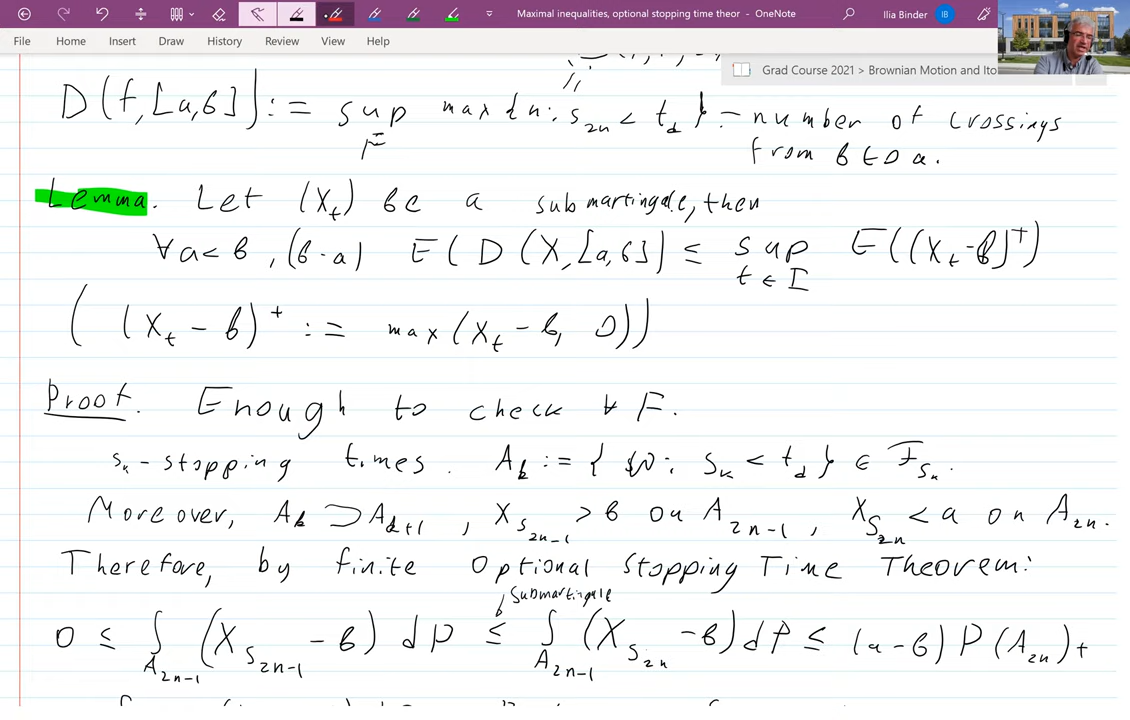 Maximal inequalities, optional stopping time theor - OneNote
Ilia Binder
IB
File Home Insert Draw History Review View Help
Grad Course 2021 > Brownian Motion and Ito
D(f,[a,b]) := sup_F max{n: s_2n < t_d} - number of crossings
from b to a.
Lemma. Let (X_t) be a submartingale, then
∀a<b, (b-a) E(D(X,[a,b]) ≤ sup_{t∈I} E((X_t-b)^+)
((X_t - b)^+ := max(X_t - b, 0))
Proof. Enough to check ∀ F.
s_k - stopping times. A_k := {ω: S_k < t_d} ∈ F_{S_k}.
Moreover, A_k ⊃ A_{k+1}, X_{S_{2n-1}} > b on A_{2n-1}, X_{S_{2n}} < a on A_{2n}.
Therefore, by finite Optional Stopping Time Theorem:
Submartingale
0 ≤ ∫_{A_{2n-1}} (X_{S_{2n-1}} - b) dP ≤ ∫_{A_{2n-1}} (X_{S_{2n}} - b) dP ≤ (a-b) P(A_{2n}) +